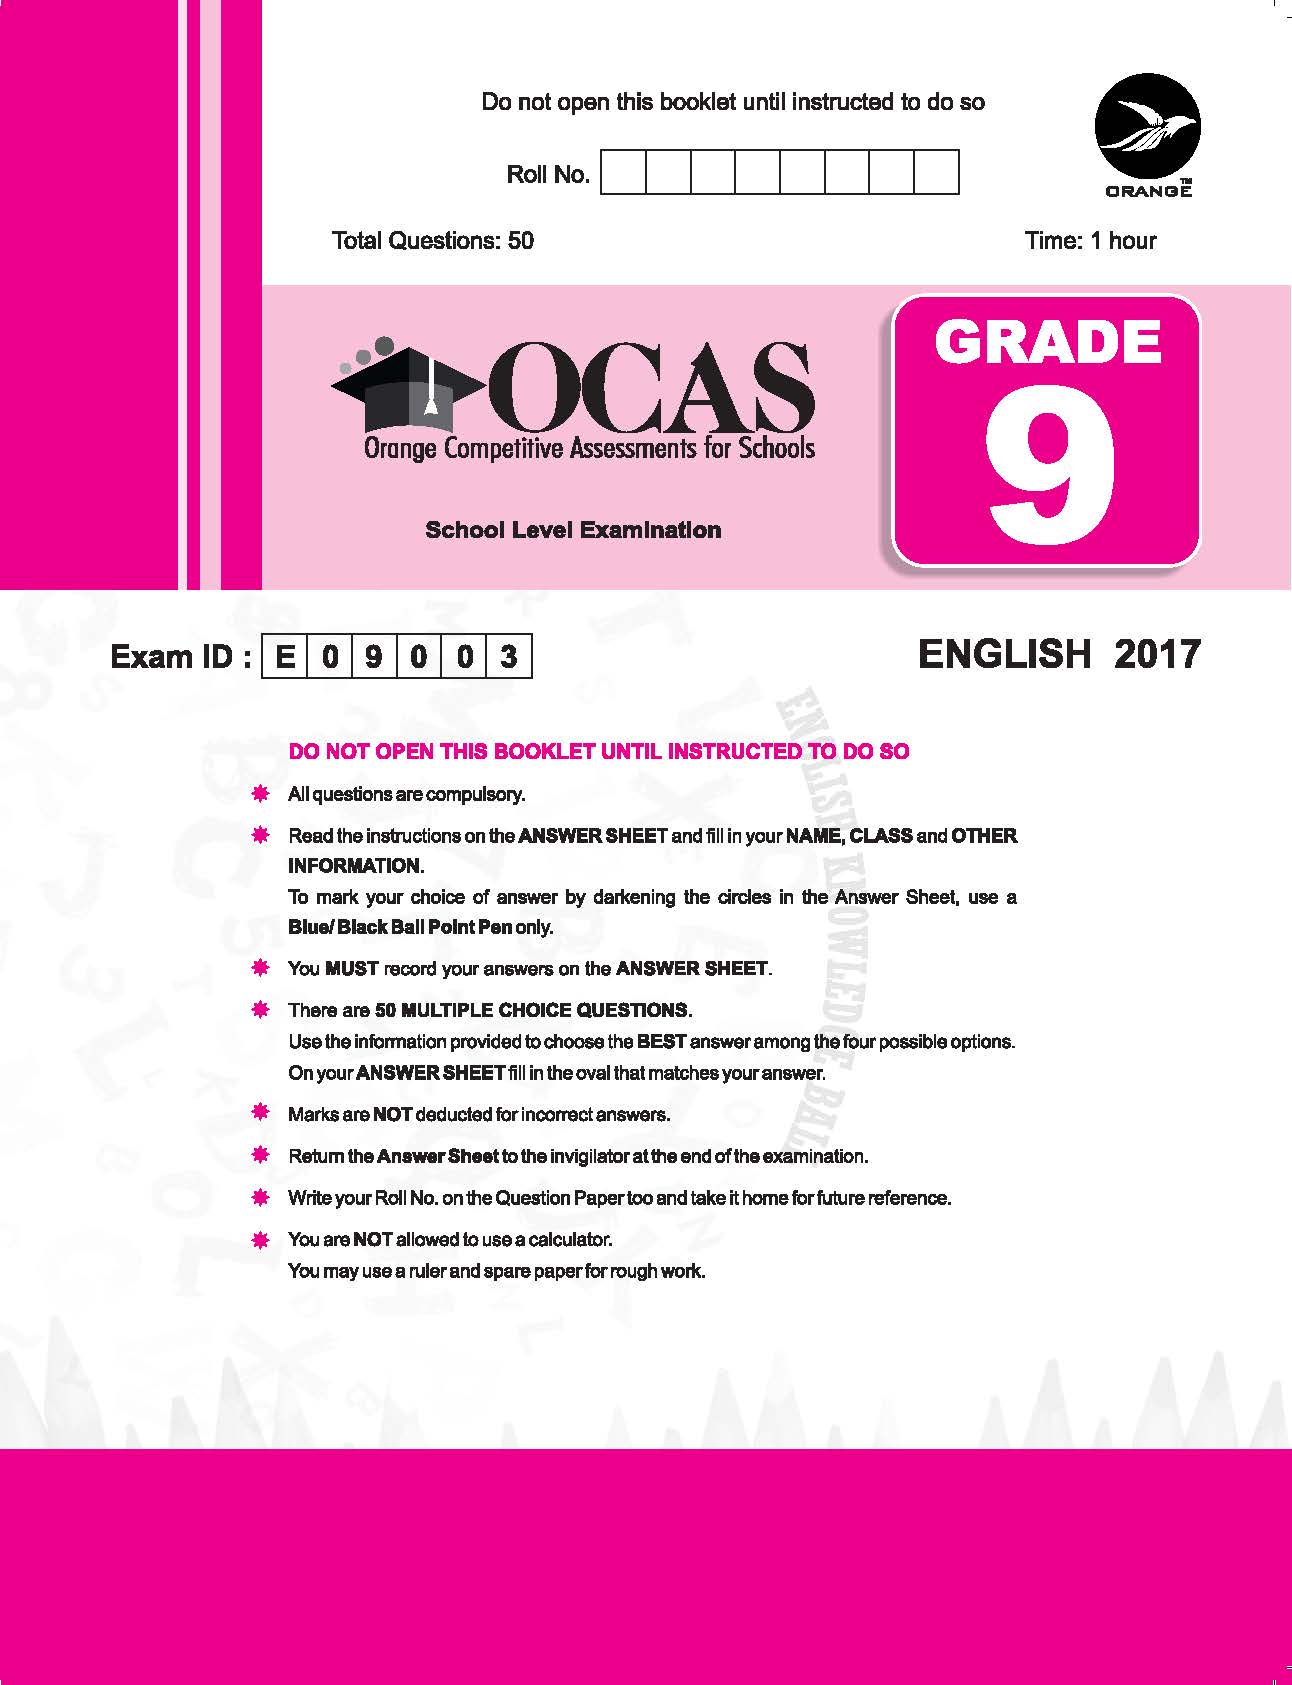 Do not open this booklet until instructed to do so
Roll No.
ORANGE™
Total Questions: 50
Time: 1 hour
OCAS
Orange Competitive Assessments for Schools
School Level Examination
GRADE
9
Exam ID : E 0 9 0 0 3
ENGLISH 2017
DO NOT OPEN THIS BOOKLET UNTIL INSTRUCTED TO DO SO
All questions are compulsory.
Read the instructions on the ANSWER SHEET and fill in your NAME, CLASS and OTHER
INFORMATION.
To mark your choice of answer by darkening the circles in the Answer Sheet, use a
Blue/ Black Ball Point Pen only.
You MUST record your answers on the ANSWER SHEET.
There are 50 MULTIPLE CHOICE QUESTIONS.
Use the information provided to choose the BEST answer among the four possible options.
On your ANSWER SHEET fill in the oval that matches your answer.
Marks are NOT deducted for incorrect answers.
Return the Answer Sheet to the invigilator at the end of the examination.
Write your Roll No. on the Question Paper too and take it home for future reference.
You are NOT allowed to use a calculator.
You may use a ruler and spare paper for rough work.
ENGLISH KNOWLEDGE BALL